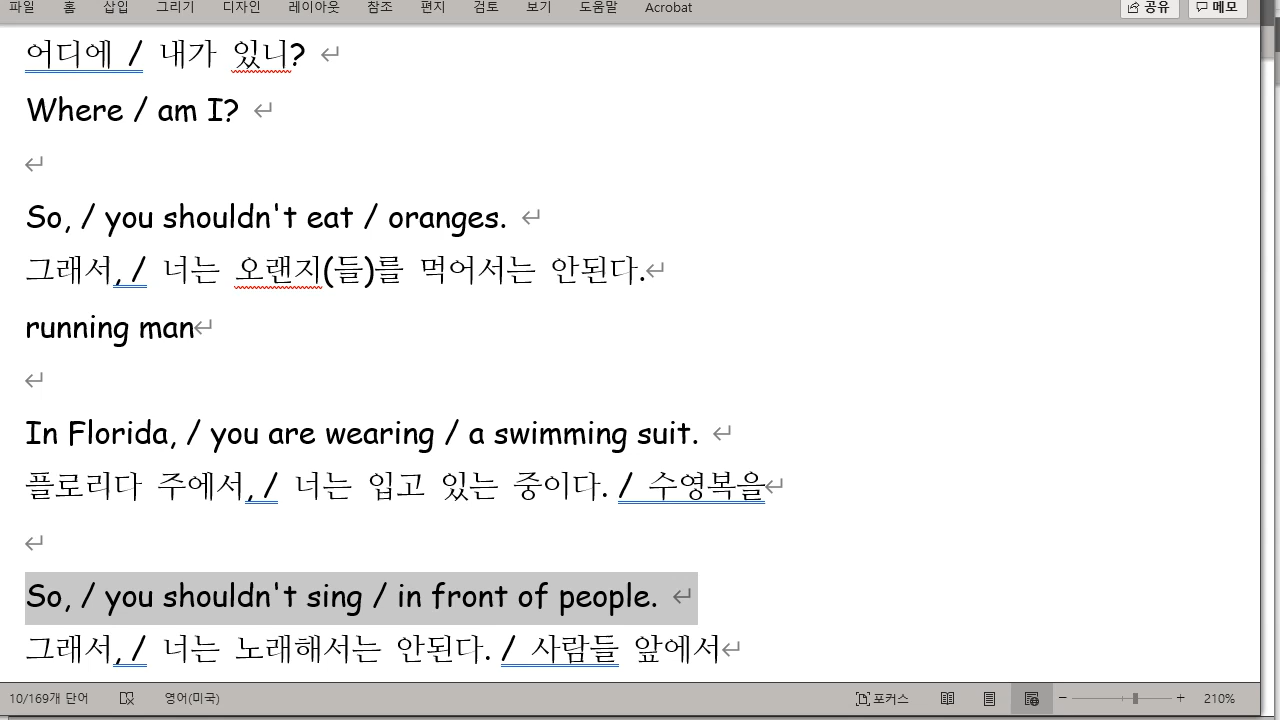 파일 홈 삽입 그리기 디자인 레이아웃 참조 편지 검토 보기 도움말 Acrobat 공유 메모
어디에 / 내가 있니?
Where / am I?
So, / you shouldn't eat / oranges.
그래서, / 너는 오랜지(들)를 먹어서는 안된다.
running man
In Florida, / you are wearing / a swimming suit.
플로리다 주에서, / 너는 입고 있는 중이다. / 수영복을
So, / you shouldn't sing / in front of people.
그래서, / 너는 노래해서는 안된다. / 사람들 앞에서
10/169개 단어 영어(미국) 포커스 210%